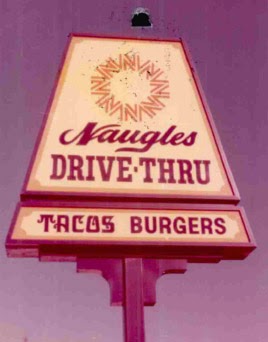 Naugles
DRIVE-THRU
TACOS BURGERS